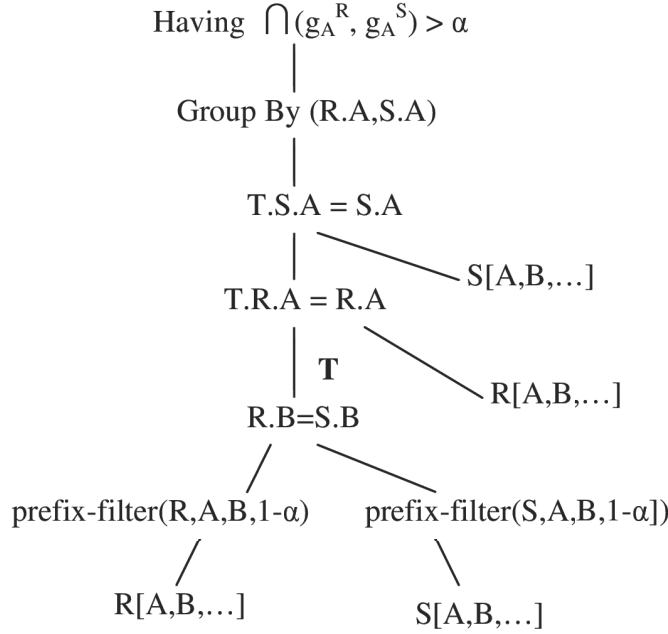 Having ⋂(g_A^R, g_A^S) > α
Group By (R.A,S.A)
T.S.A = S.A
S[A,B,…]
T.R.A = R.A
T
R[A,B,…]
R.B=S.B
prefix-filter(R,A,B,1-α)
prefix-filter(S,A,B,1-α])
R[A,B,…]
S[A,B,…]